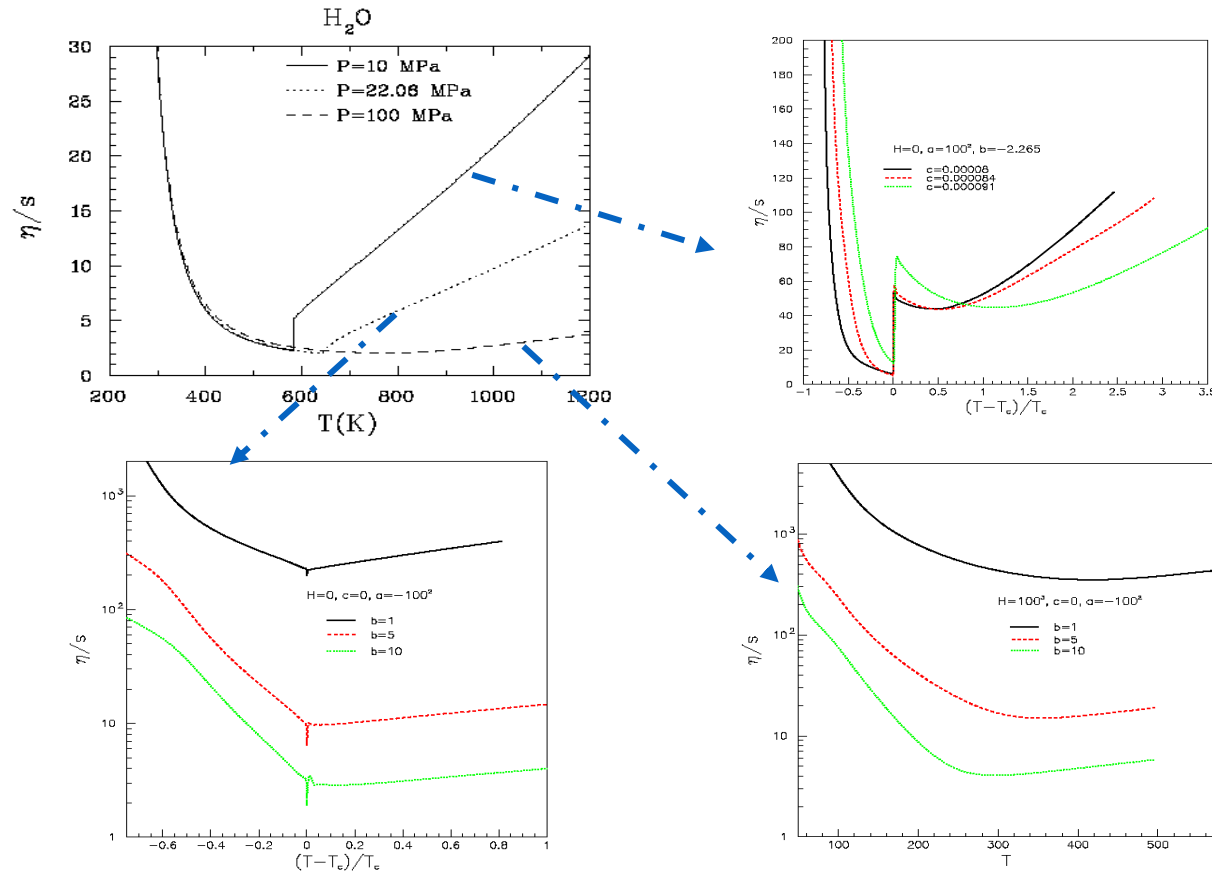 H₂O
30
25
20
15
10
5
0
η/s
P=10 MPa
P=22.06 MPa
P=100 MPa
200 400 600 800 1000 1200
T(K)
200
180
160
140
120
100
80
60
40
20
0
η/s
H=0, a=100², b=−2.265
c=0.00008
c=0.000084
c=0.000091
−1 −0.5 0 0.5 1 1.5 2 2.5 3 3.5
(T−Tc)/Tc
10³
10²
10
1
η/s
H=0, c=0, a=−100²
b=1
b=5
b=10
−0.6 −0.4 −0.2 0 0.2 0.4 0.6 0.8 1
(T−Tc)/Tc
10³
10²
10
1
η/s
H=100³, c=0, a=−100²
b=1
b=5
b=10
100 200 300 400 500
T